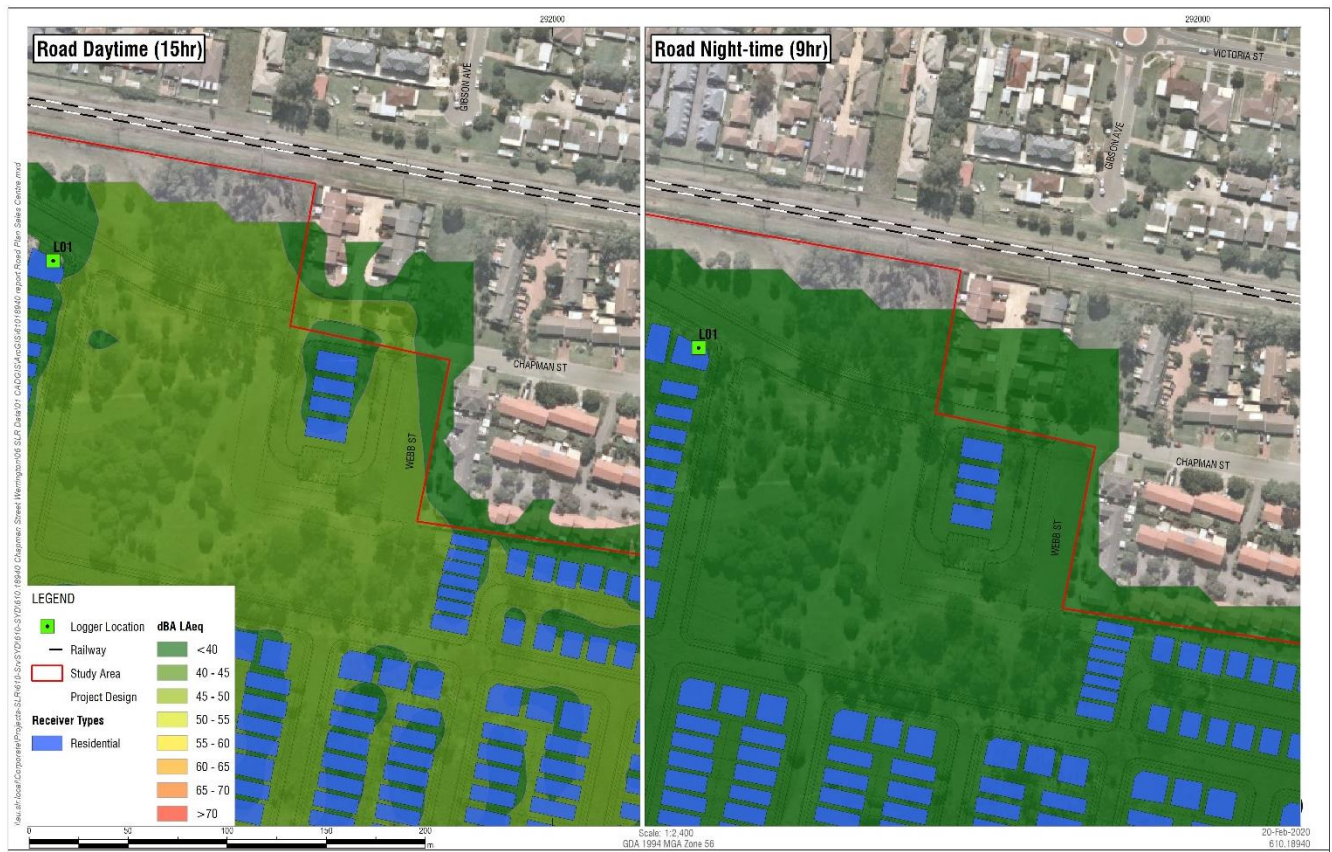 292000
292000
Road Daytime (15hr)
Road Night-time (9hr)
VICTORIA ST
GIBSON AVE
GIBSON AVE
L01
L01
CHAPMAN ST
CHAPMAN ST
WEBB ST
WEBB ST
LEGEND
Logger Location
Railway
Study Area
Project Design
Receiver Types
Residential
dBA LAeq
<40
40 - 45
45 - 50
50 - 55
55 - 60
60 - 65
65 - 70
>70
0 50 100 150 200
m
Scale: 1:2,400
GDA 1994 MGA Zone 56
20-Feb-2020
610.18940